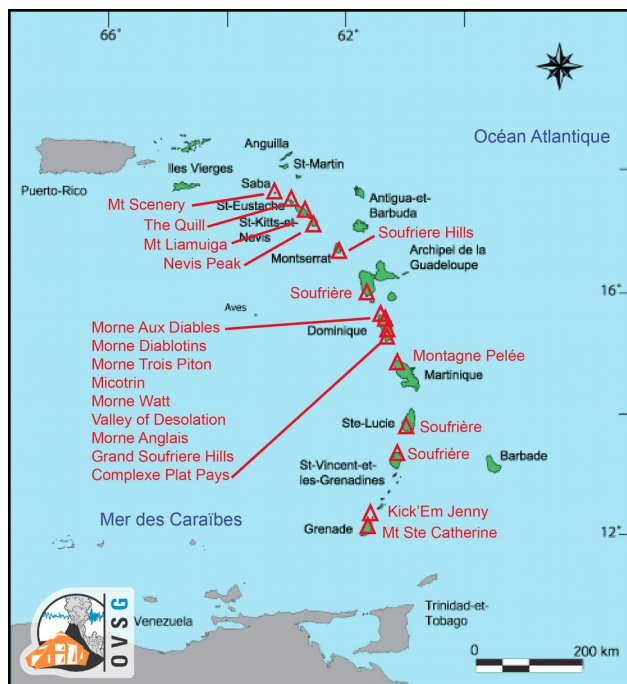 66
62
Océan Atlantique
Anguilla
St-Martin
Iles Vierges
Puerto-Rico
Saba
Mt Scenery
St-Eustache
Antigua-et-
Barbuda
The Quill
St-Kitts-et-
Nevis
Mt Liamuiga
Soufriere Hills
Nevis Peak
Montserrat
Archipel de la
Guadeloupe
Soufrière
16°
Aves
Morne Aux Diables
Dominique
Morne Diablotins
Morne Trois Piton
Montagne Pelée
Micotrin
Martinique
Morne Watt
Valley of Desolation
Ste-Lucie
Soufrière
Morne Anglais
Grand Soufriere Hills
Soufrière
Complexe Plat Pays
St-Vincent-et-
les-Grenadines
Barbade
Mer des Caraïbes
Kick'Em Jenny
Grenade
Mt Ste Catherine
12°
OVSG
Venezuela
Trinidad-et-
Tobago
0
200 km